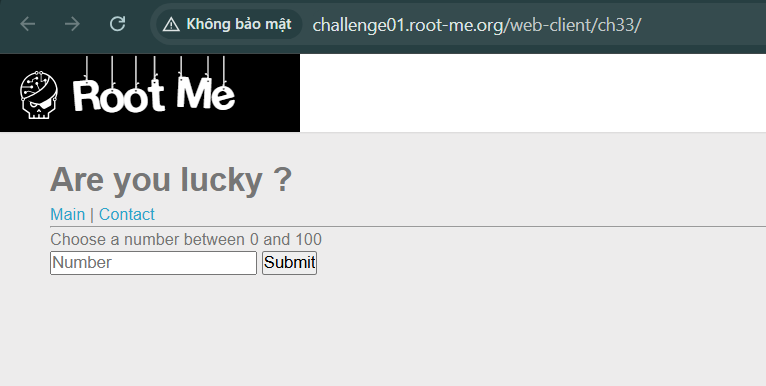 Không bảo mật challenge01.root-me.org/web-client/ch33/
Root Me
Are you lucky ?
Main | Contact
Choose a number between 0 and 100
Number Submit